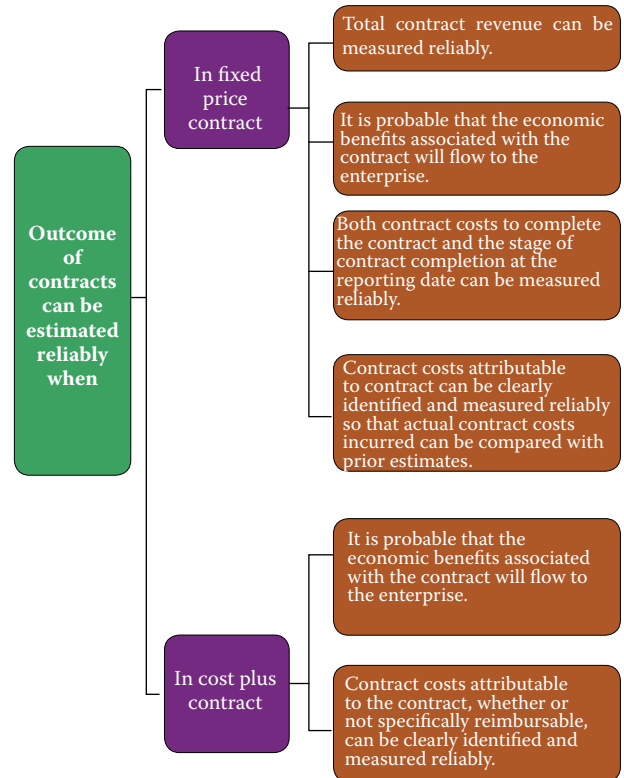 Outcome
of
contracts
can be
estimated
reliably
when
In fixed
price
contract
Total contract revenue can be
measured reliably.
It is probable that the economic
benefits associated with the
contract will flow to the
enterprise.
Both contract costs to complete
the contract and the stage of
contract completion at the
reporting date can be measured
reliably.
Contract costs attributable
to contract can be clearly
identified and measured reliably
so that actual contract costs
incurred can be compared with
prior estimates.
In cost plus
contract
It is probable that the
economic benefits associated
with the contract will flow to
the enterprise.
Contract costs attributable
to the contract, whether or
not specifically reimbursable,
can be clearly identified and
measured reliably.